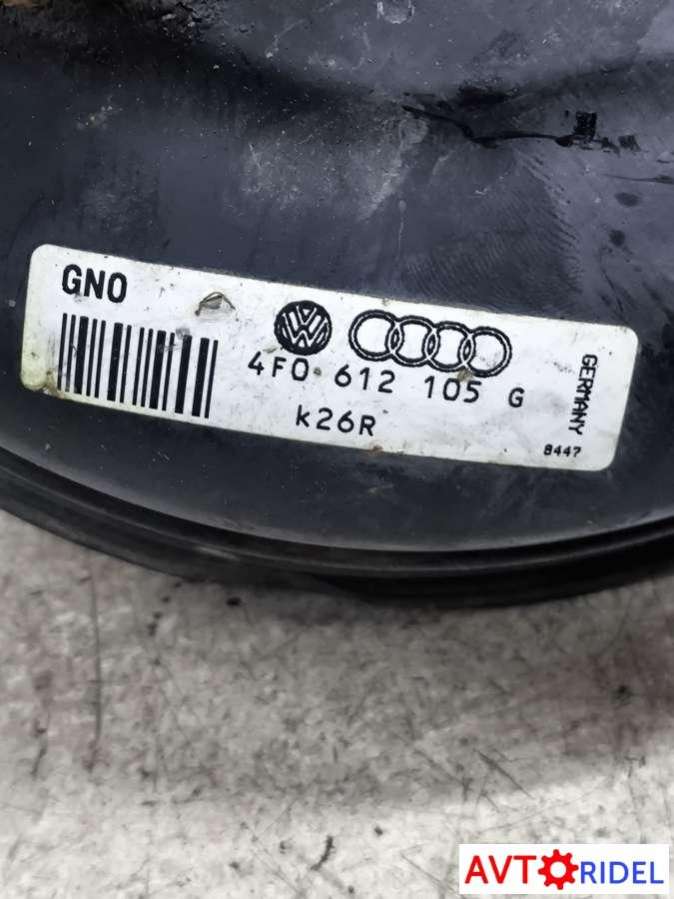 GNO
4F0 612 105 G
K26R
GERMANY
8447
AVTORIDEL